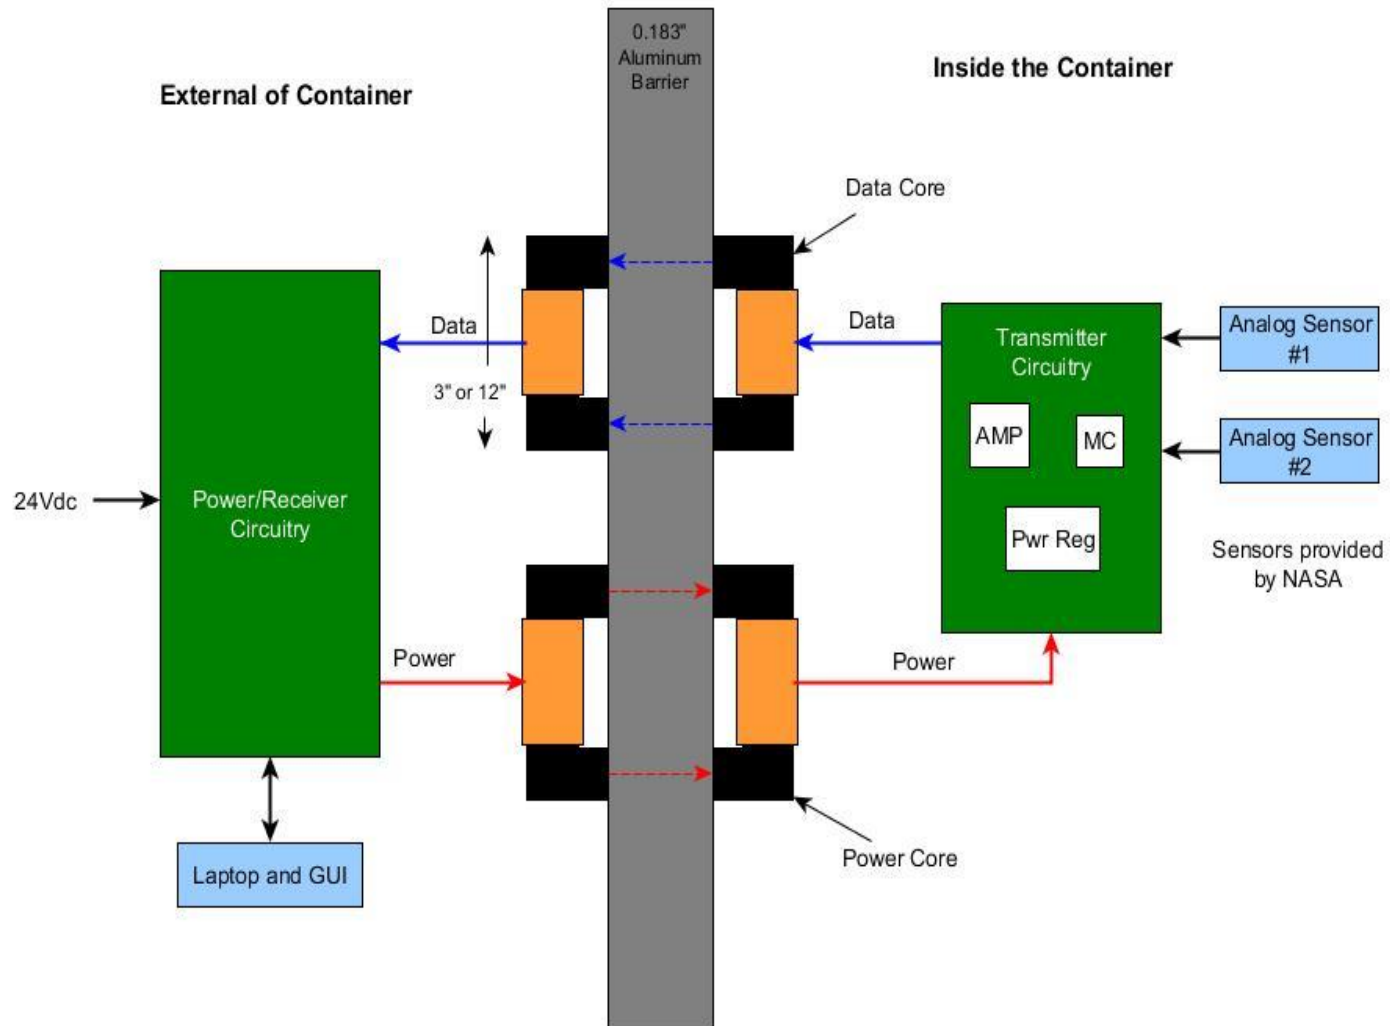 0.183"
Aluminum
Barrier
External of Container
Inside the Container
Data Core
Data
3" or 12"
Data
Transmitter
Circuitry
AMP
MC
Pwr Reg
Analog Sensor
#1
Analog Sensor
#2
Sensors provided
by NASA
24Vdc
Power/Receiver
Circuitry
Power
Power
Laptop and GUI
Power Core